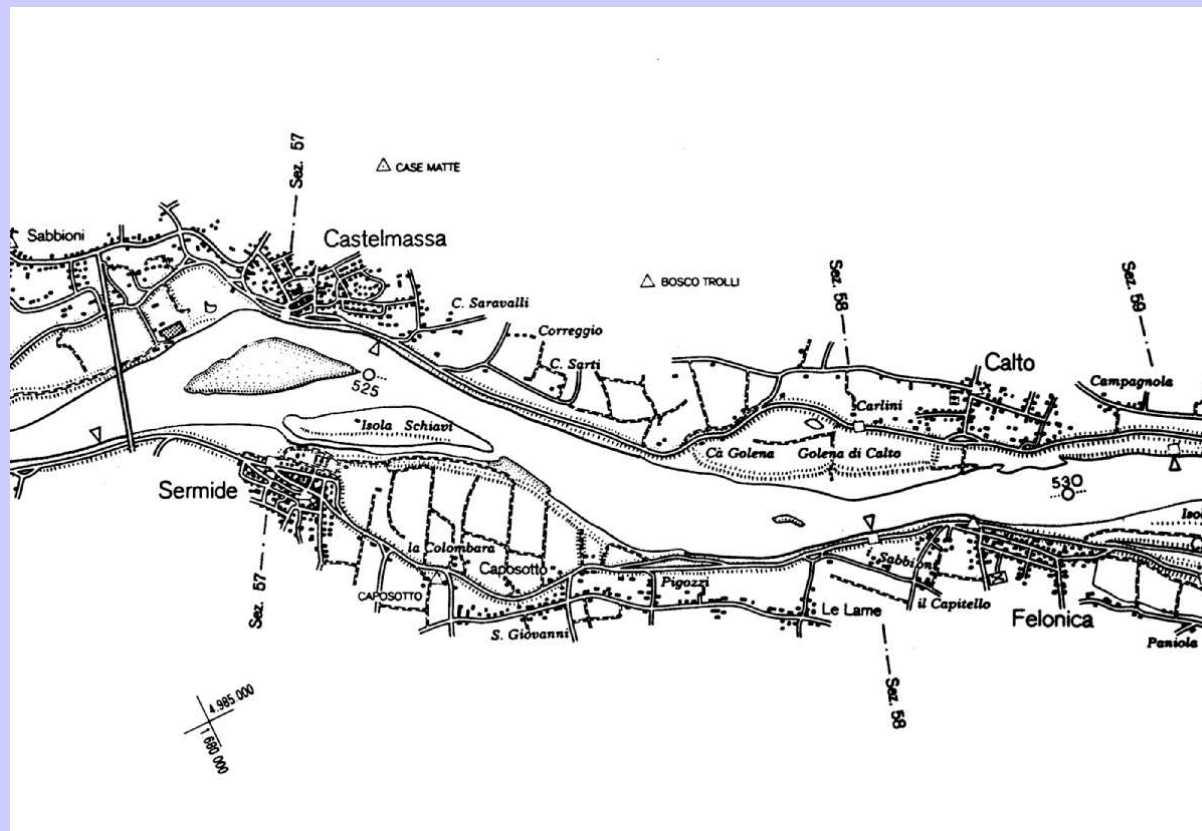 Sez. 57
CASE MATTE
Sabbioni
Castelmassa
BOSCO TROLLI
Sez. 58
Sez. 59
C. Saravalli
Correggio
C. Sarti
Calto
Campagnola
525
Carlini
Isola Schiavi
Cà Golena
Golena di Calto
530
Sermide
Isol
la Colombara
Caposotto
Sabbioni
Pigozzi
CAPOSOTTO
Le Lame
il Capitello
Felonica
S. Giovanni
Sez. 57
Paniola
Sez. 58
4.985.000
1.680.000